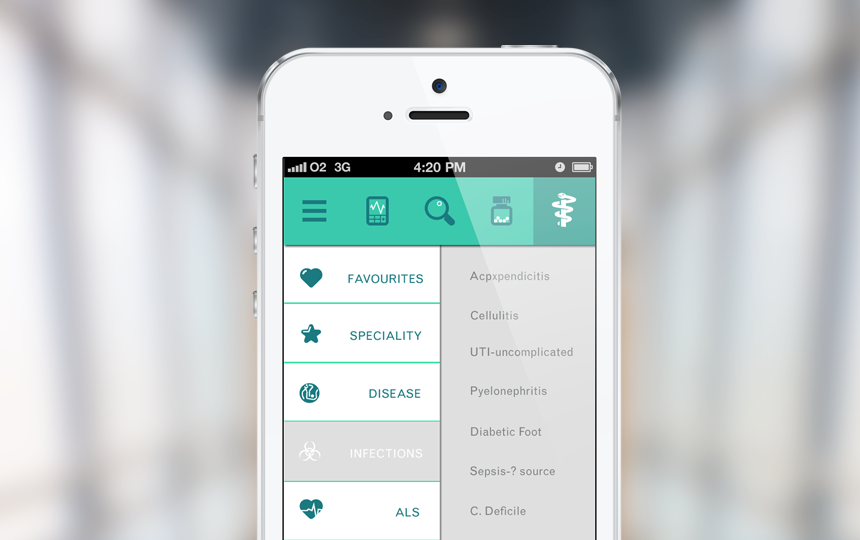 O2 3G 4:20 PM
FAVOURITES
SPECIALITY
DISEASE
INFECTIONS
ALS
Acpxpendicitis
Cellulitis
UTI-uncomplicated
Pyelonephritis
Diabetic Foot
Sepsis-? source
C. Deficile